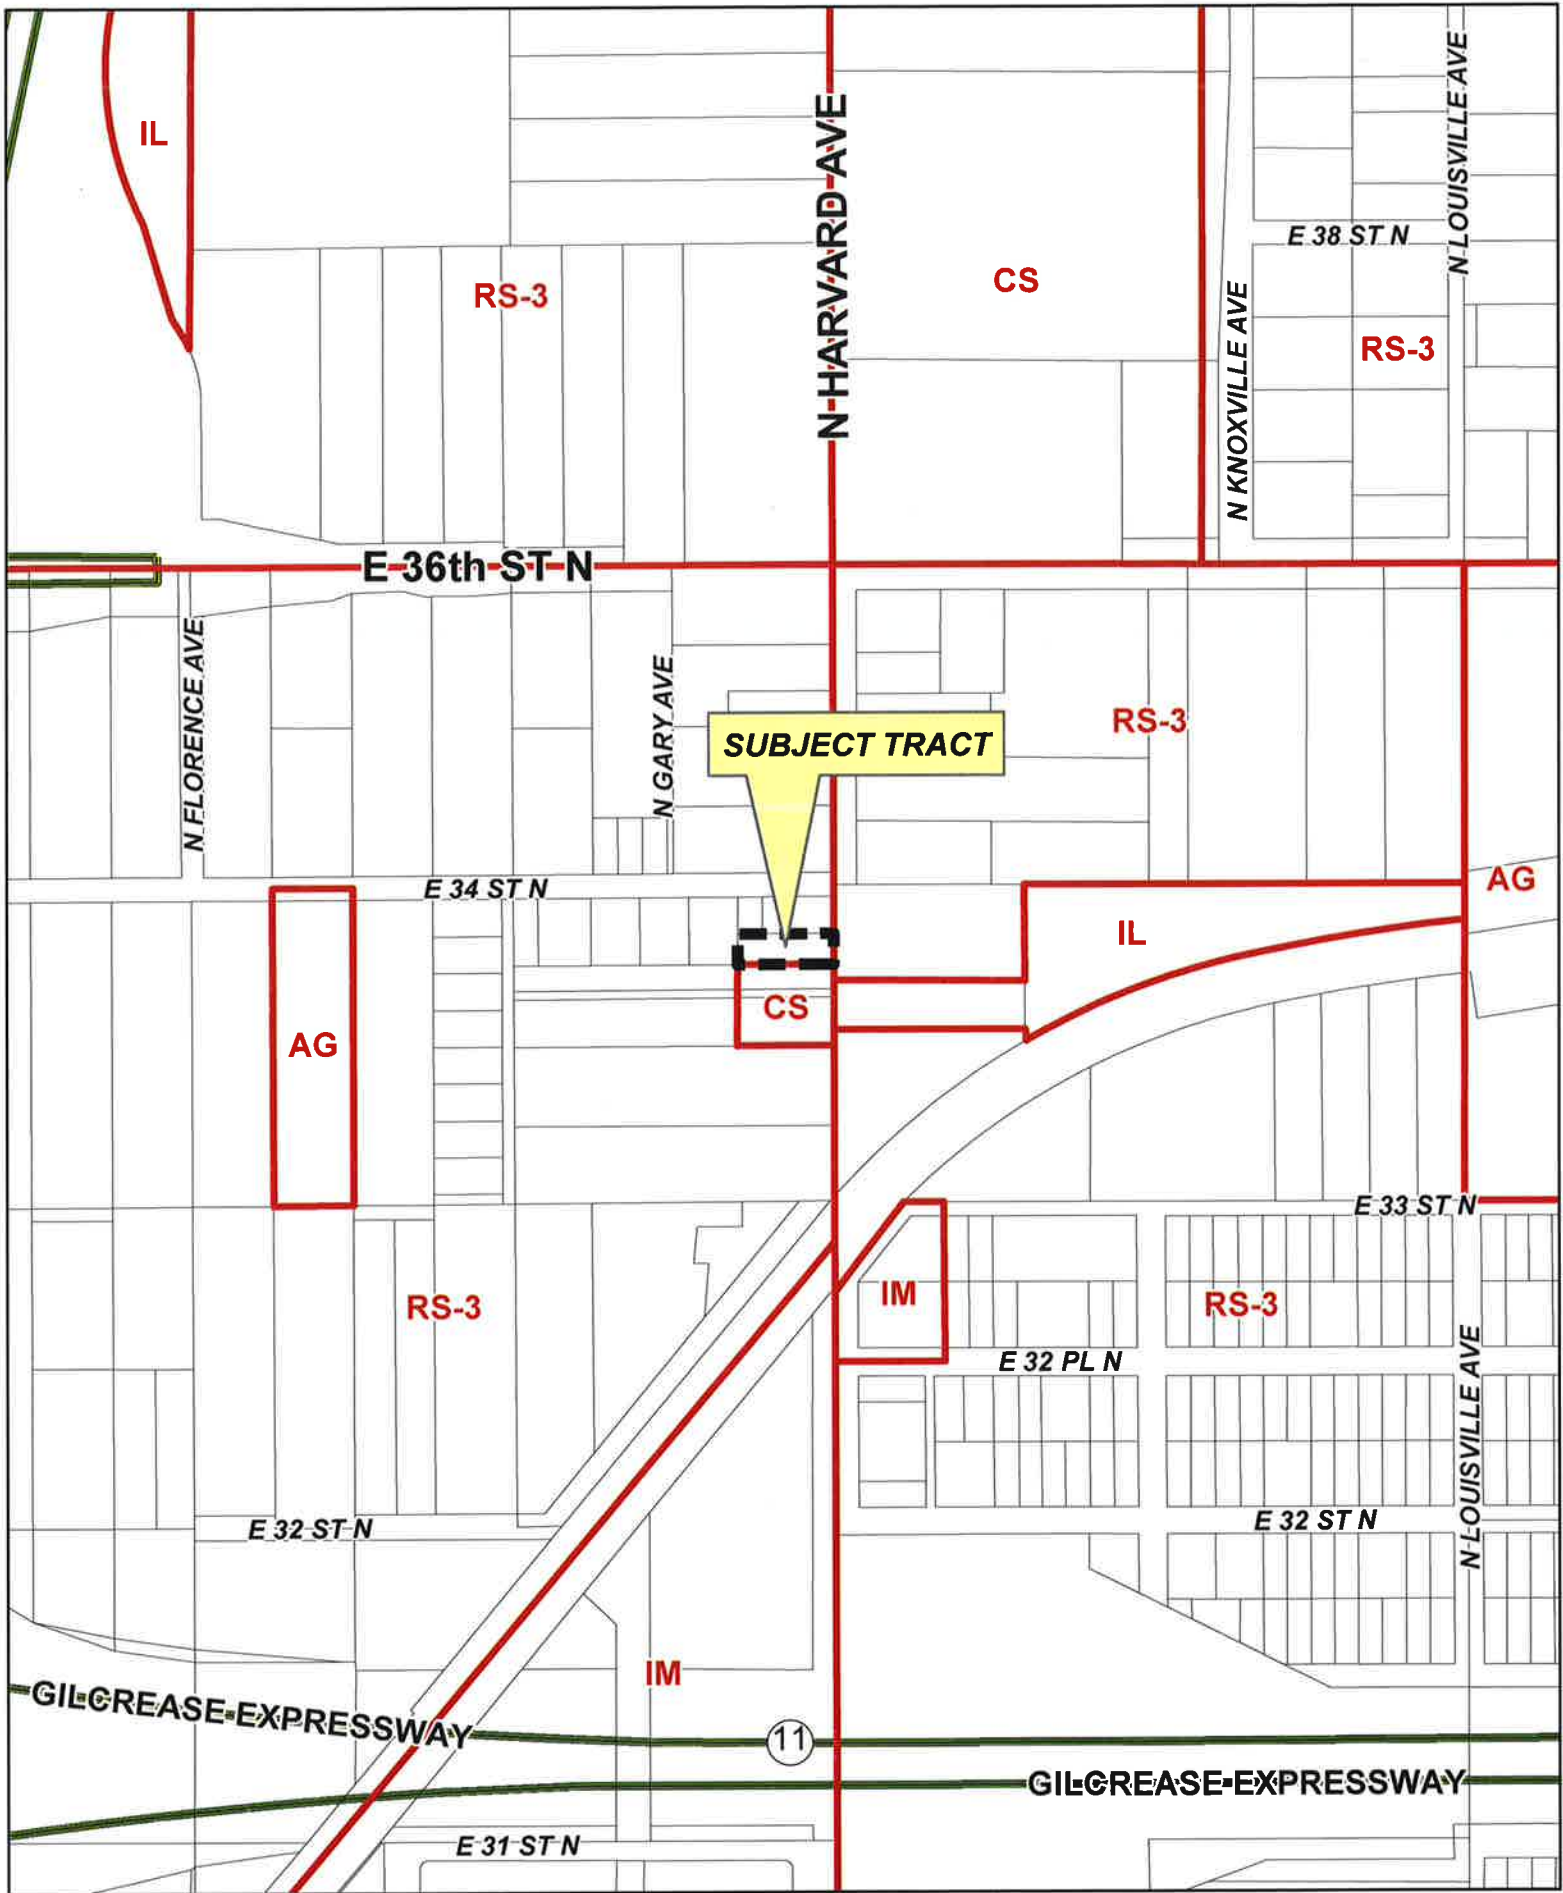 IL
N HARVARD AVE
N LOUISVILLE AVE
E 38 ST N
RS-3
CS
N KNOXVILLE AVE
RS-3
E 36th ST N
N FLORENCE AVE
N GARY AVE
RS-3
SUBJECT TRACT
E 34 ST N
AG
IL
CS
AG
E 33 ST N
RS-3
IM
RS-3
E 32 PL N
N LOUISVILLE AVE
E 32 ST N
E 32 ST N
IM
GILCREASE EXPRESSWAY
11
GILCREASE EXPRESSWAY
E 31 ST N